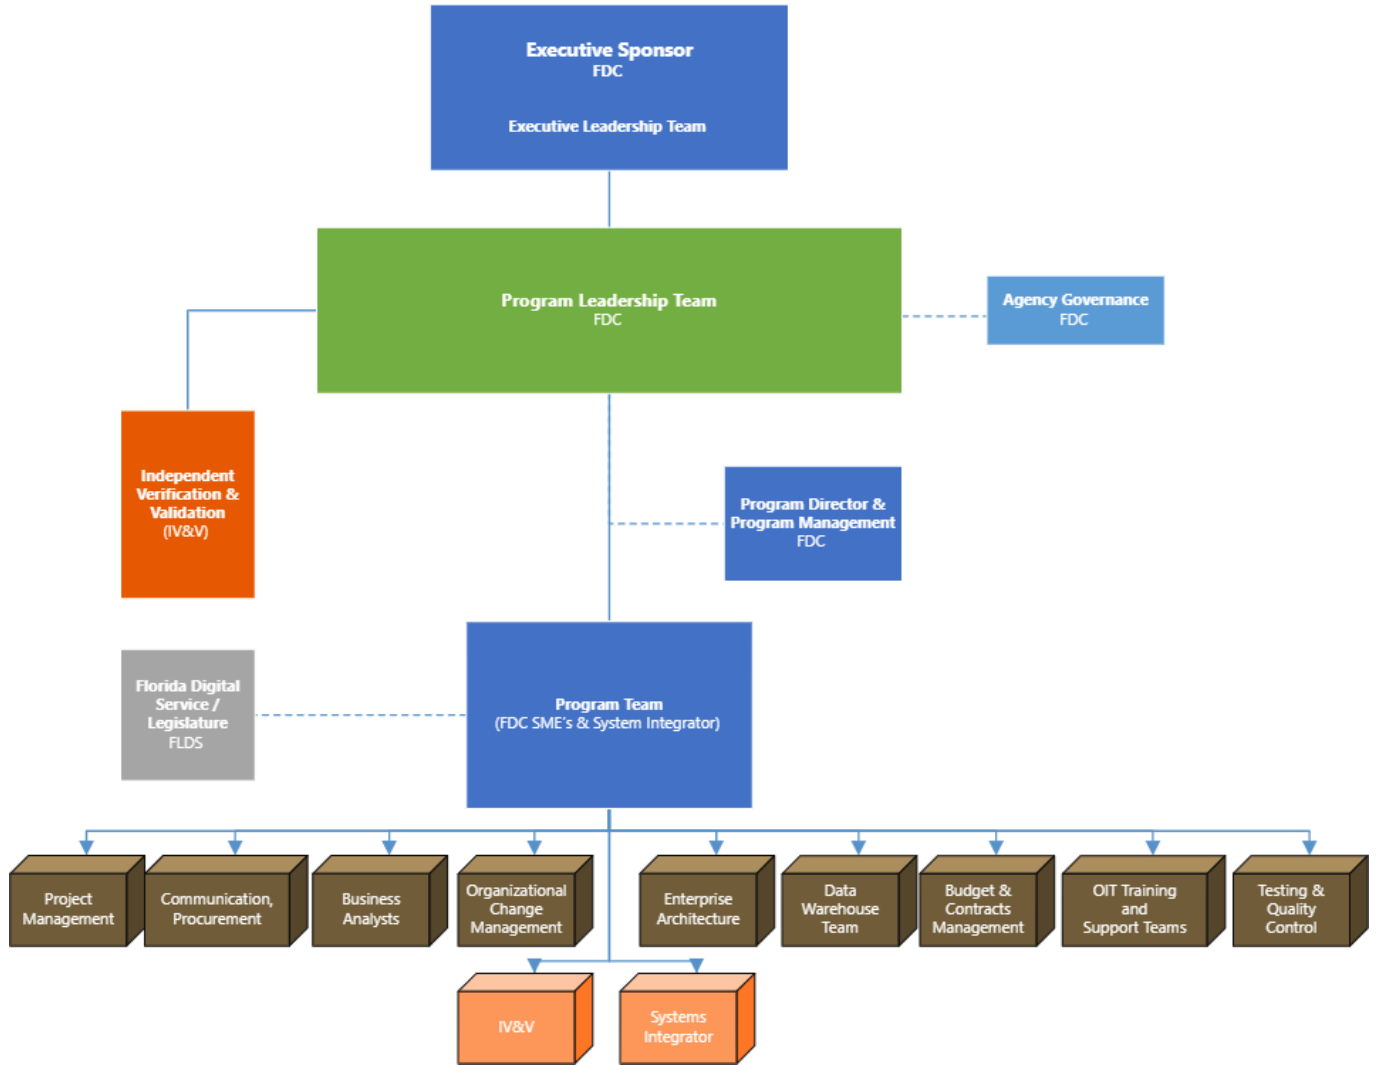 Executive Sponsor
FDC
Executive Leadership Team
Program Leadership Team
FDC
Agency Governance
FDC
Independent
Verification &
Validation
(IV&V)
Program Director &
Program Management
FDC
Florida Digital
Service /
Legislature
FLDS
Program Team
(FDC SME's & System Integrator)
Project
Management
Communication,
Procurement
Business
Analysts
Organizational
Change
Management
Enterprise
Architecture
Data
Warehouse
Team
Budget &
Contracts
Management
OIT Training
and
Support Teams
Testing &
Quality
Control
IV&V
Systems
Integrator